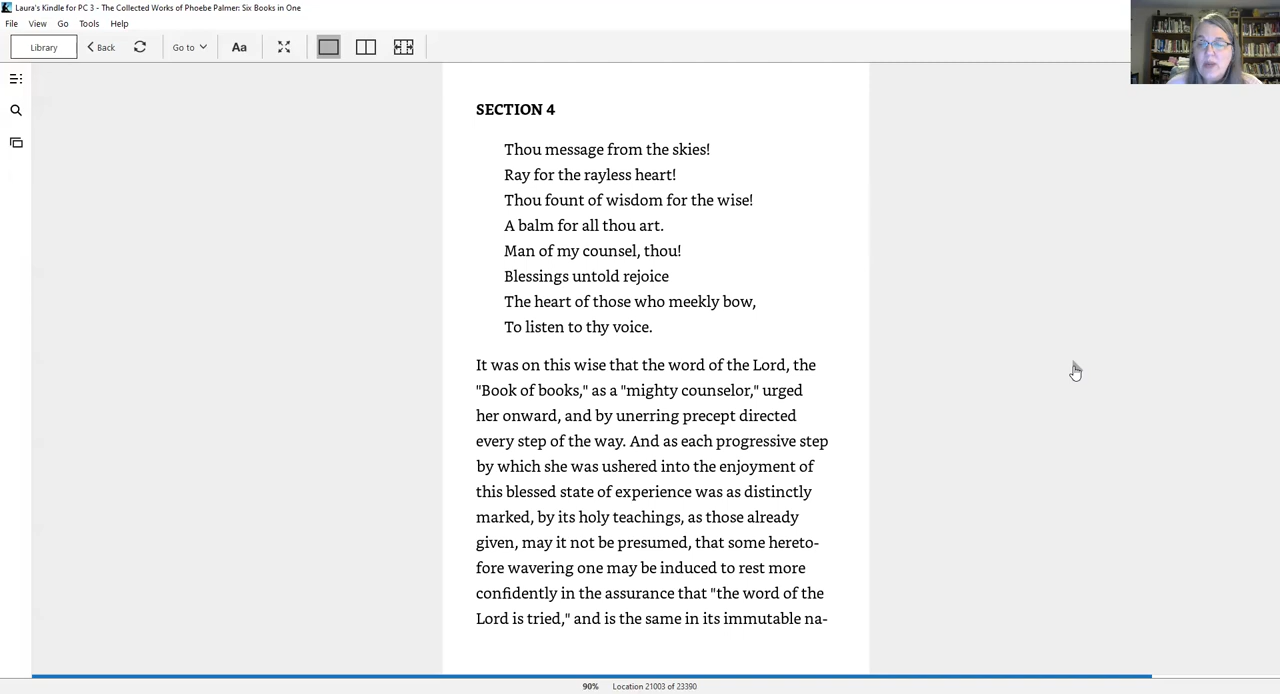 Laura's Kindle for PC 3 - The Collected Works of Phoebe Palmer: Six Books in One
File View Go Tools Help
Library Back Go to Aa
SECTION 4
Thou message from the skies!
Ray for the rayless heart!
Thou fount of wisdom for the wise!
A balm for all thou art.
Man of my counsel, thou!
Blessings untold rejoice
The heart of those who meekly bow,
To listen to thy voice.
It was on this wise that the word of the Lord, the
"Book of books," as a "mighty counselor," urged
her onward, and by unerring precept directed
every step of the way. And as each progressive step
by which she was ushered into the enjoyment of
this blessed state of experience was as distinctly
marked, by its holy teachings, as those already
given, may it not be presumed, that some hereto-
fore wavering one may be induced to rest more
confidently in the assurance that "the word of the
Lord is tried," and is the same in its immutable na-
90% Location 21003 of 23390